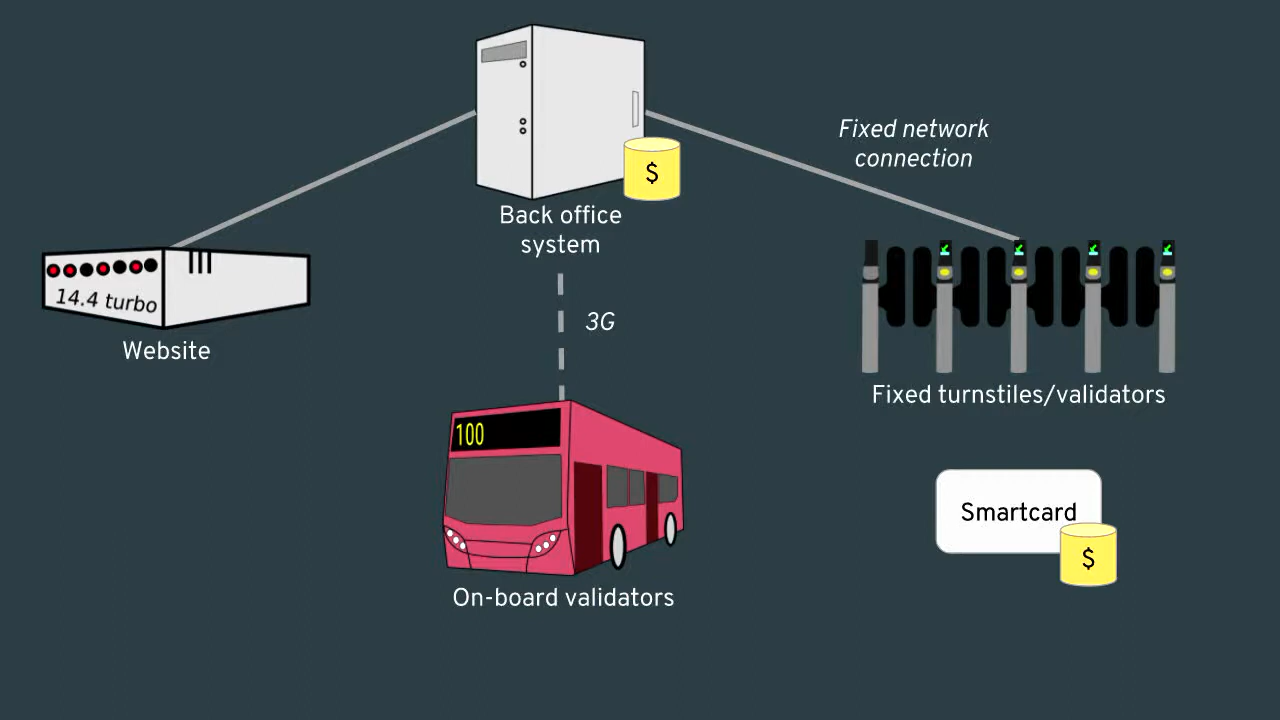 Fixed network
connection
$
Back office
system
14.4 turbo
Website
3G
Fixed turnstiles/validators
100
On-board validators
Smartcard
$